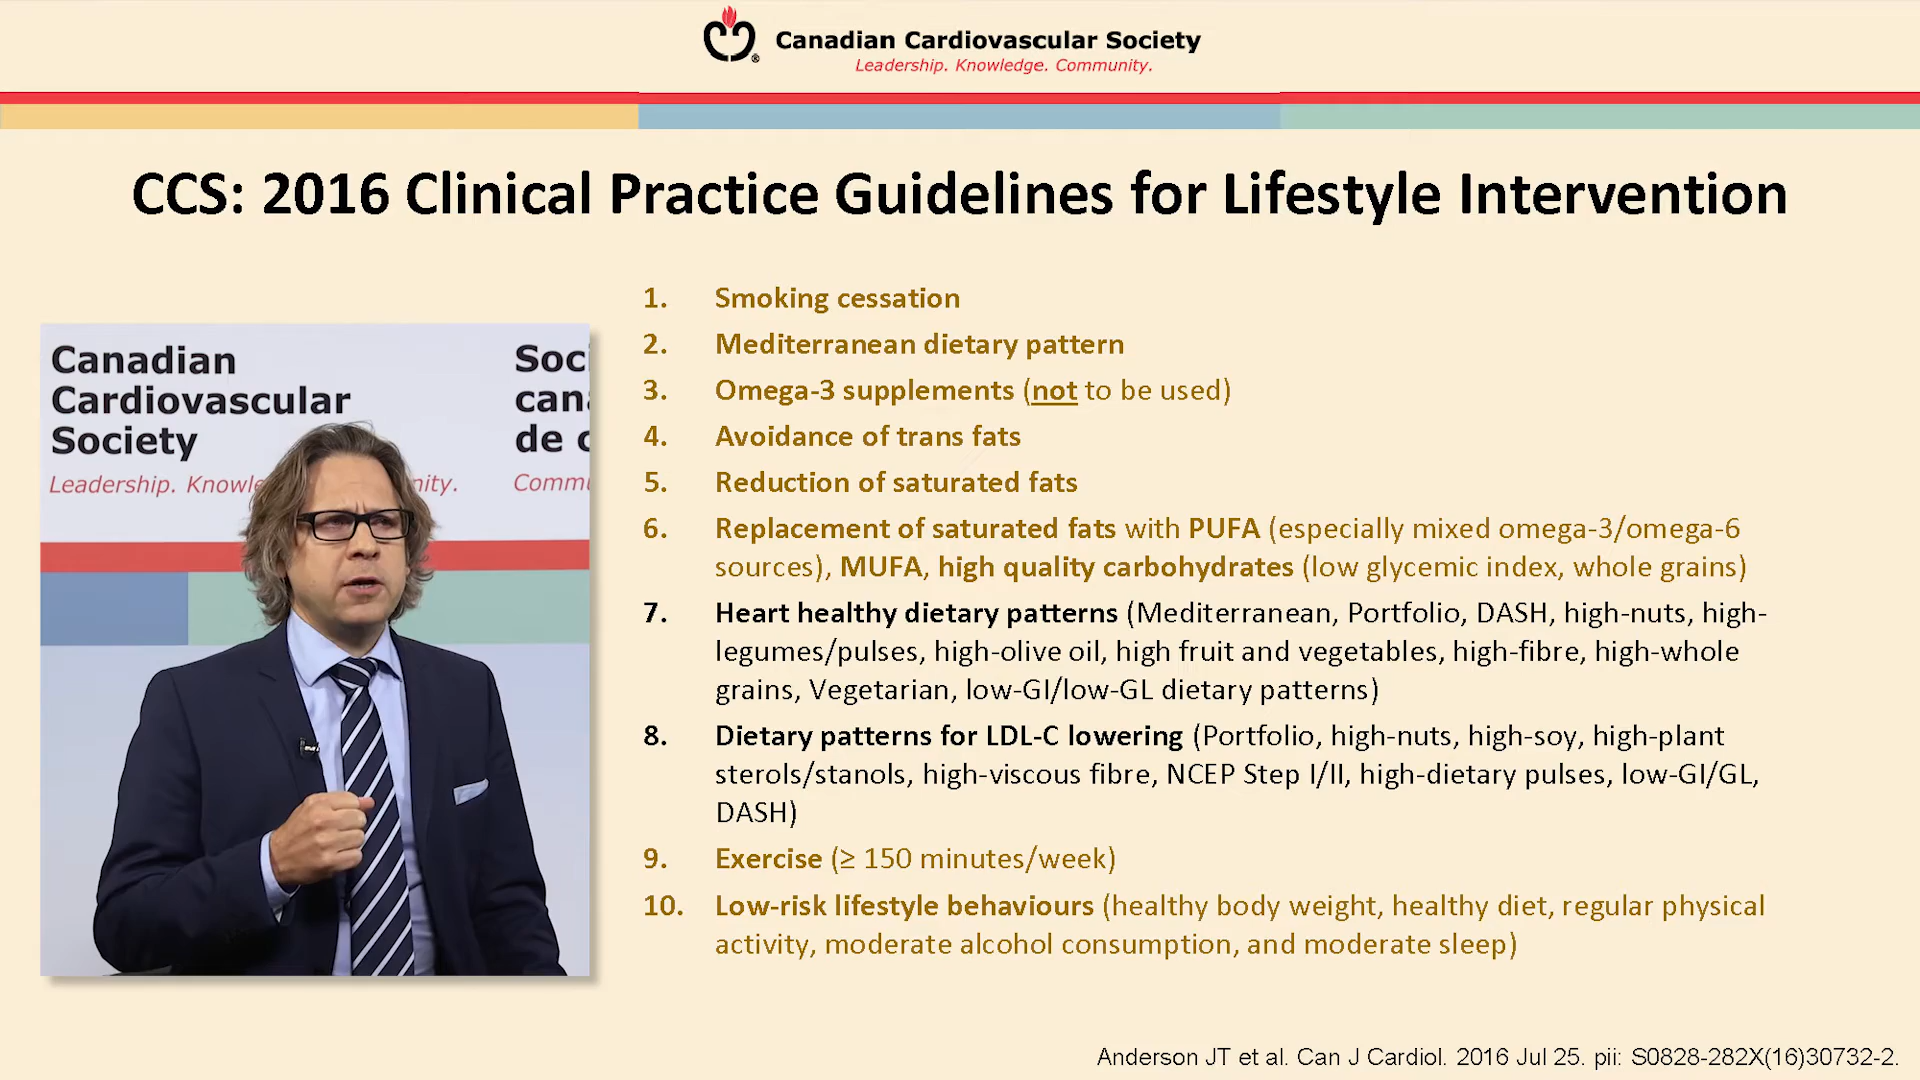 Canadian Cardiovascular Society
Leadership. Knowledge. Community.
CCS: 2016 Clinical Practice Guidelines for Lifestyle Intervention
Canadian
Cardiovascular
Society
Leadership. Knowle
nity.
Soci
can
de c
Commu
1. Smoking cessation
2. Mediterranean dietary pattern
3. Omega-3 supplements (not to be used)
4. Avoidance of trans fats
5. Reduction of saturated fats
6. Replacement of saturated fats with PUFA (especially mixed omega-3/omega-6
sources), MUFA, high quality carbohydrates (low glycemic index, whole grains)
7. Heart healthy dietary patterns (Mediterranean, Portfolio, DASH, high-nuts, high-
legumes/pulses, high-olive oil, high fruit and vegetables, high-fibre, high-whole
grains, Vegetarian, low-GI/low-GL dietary patterns)
8. Dietary patterns for LDL-C lowering (Portfolio, high-nuts, high-soy, high-plant
sterols/stanols, high-viscous fibre, NCEP Step I/II, high-dietary pulses, low-GI/GL,
DASH)
9. Exercise (≥ 150 minutes/week)
10. Low-risk lifestyle behaviours (healthy body weight, healthy diet, regular physical
activity, moderate alcohol consumption, and moderate sleep)
Anderson JT et al. Can J Cardiol. 2016 Jul 25. pii: S0828-282X(16)30732-2.